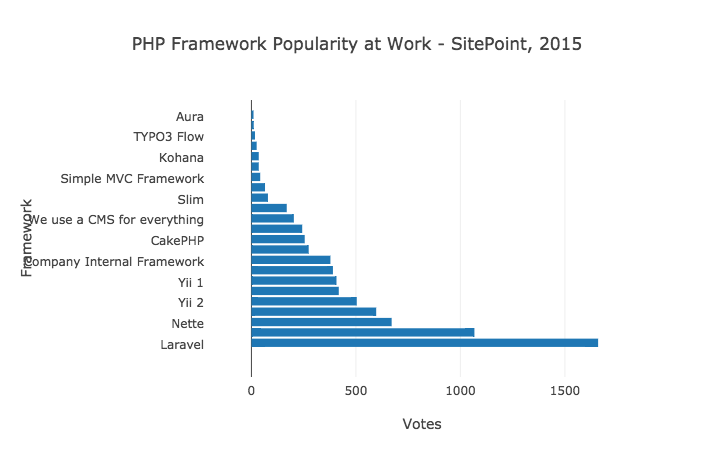 PHP Framework Popularity at Work - SitePoint, 2015
Framework
Aura
TYPO3 Flow
Kohana
Simple MVC Framework
Slim
We use a CMS for everything
CakePHP
Company Internal Framework
Yii 1
Yii 2
Nette
Laravel
0 500 1000 1500
Votes